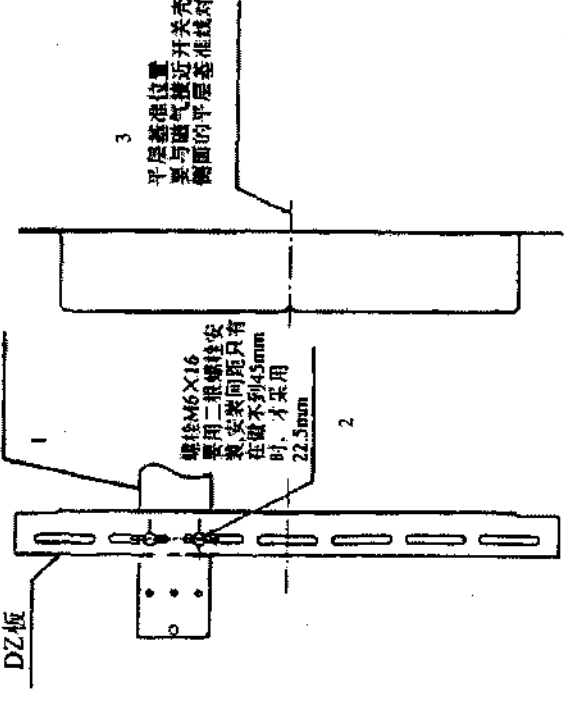 3
平层基准位置
要与磁气接近开关壳
侧面的平层基准线对
1
螺栓M6×16
要用二根螺栓安
装,安装间距只有
在做不到45mm
时，才采用
22.5mm
2
DZ板